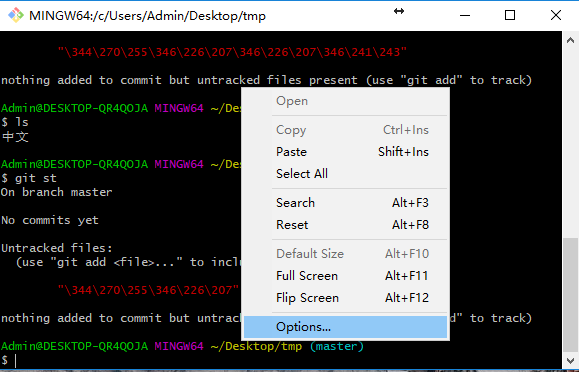 MINGW64:/c/Users/Admin/Desktop/tmp
"\344\270\255\346\226\207\346\226\207\346\241\243"
nothing added to commit but untracked files present (use "git add" to track)
Admin@DESKTOP-QR4QOJA MINGW64 ~/Des
$ ls
中文
Admin@DESKTOP-QR4QOJA MINGW64 ~/Des
$ git st
On branch master
No commits yet
Untracked files:
(use "git add <file>..." to inclu
"\344\270\255\346\226\207"
nothing added to commit but untrac d" to track)
Admin@DESKTOP-QR4QOJA MINGW64 ~/Desktop/tmp (master)
$
Open
Copy Ctrl+Ins
Paste Shift+Ins
Select All
Search Alt+F3
Reset Alt+F8
Default Size Alt+F10
Full Screen Alt+F11
Flip Screen Alt+F12
Options...